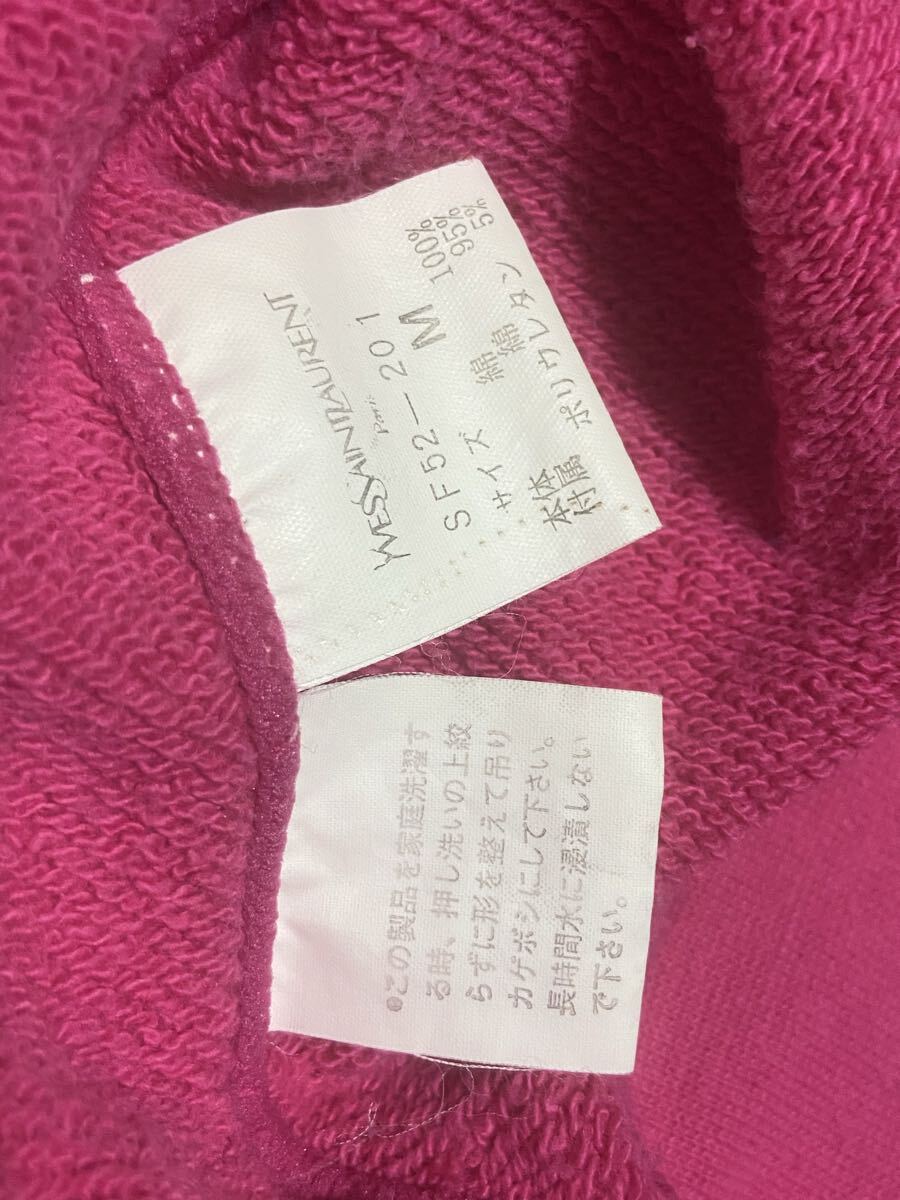 YVESSAINTLAURENT
paris
SF52-201
サイズ M
本体 綿 100%
付属 綿 95%
ポリウレタン 5%
●この製品を家庭洗濯す
る時、押し洗いの上絞
らずに形を整えて吊り
カゲボシにして下さい。
長時間水に浸漬しない
で下さい。